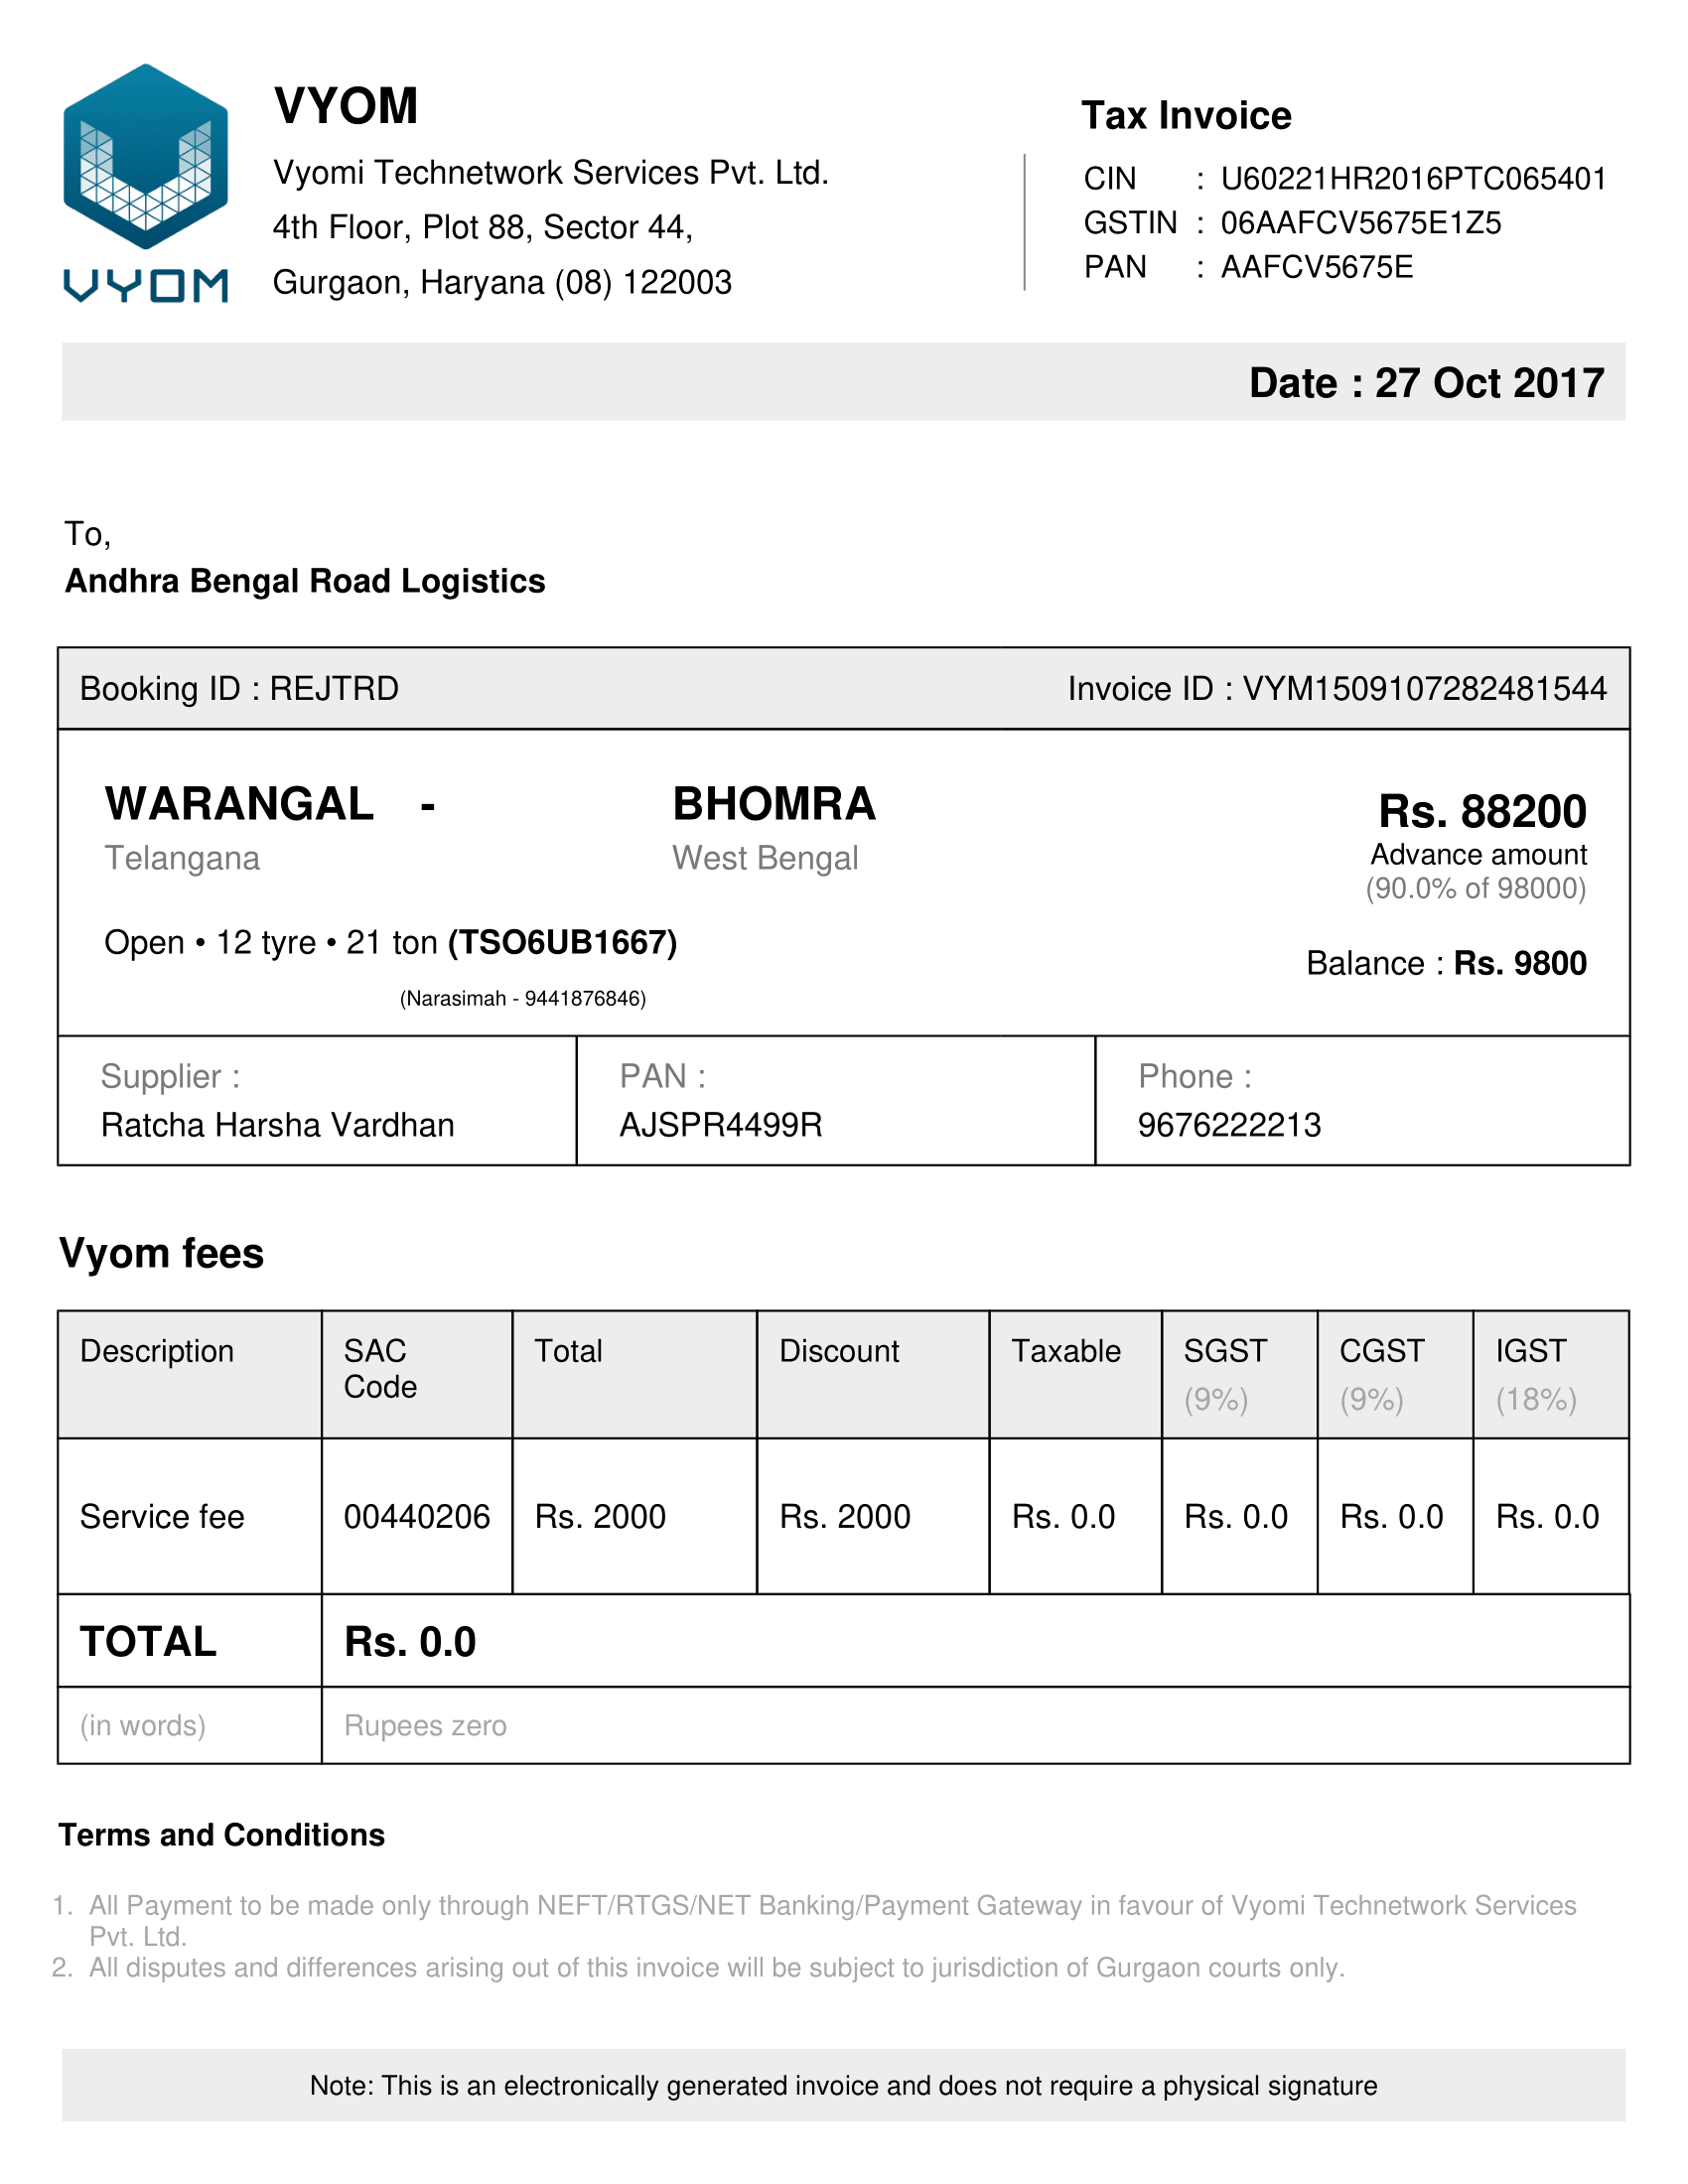 VYOM
VYOM
Vyomi Technetwork Services Pvt. Ltd.
4th Floor, Plot 88, Sector 44,
Gurgaon, Haryana (08) 122003
Tax Invoice
CIN : U60221HR2016PTC065401
GSTIN : 06AAFCV5675E1Z5
PAN : AAFCV5675E
Date : 27 Oct 2017
To,
Andhra Bengal Road Logistics
Booking ID : REJTRD Invoice ID : VYM1509107282481544
WARANGAL - BHOMRA
Telangana West Bengal
Rs. 88200
Advance amount
(90.0% of 98000)
Open • 12 tyre • 21 ton (TSO6UB1667)
Balance : Rs. 9800
(Narasimah - 9441876846)
Supplier : PAN : Phone :
Ratcha Harsha Vardhan AJSPR4499R 9676222213
Vyom fees
Description SAC Code Total Discount Taxable SGST (9%) CGST (9%) IGST (18%)
Service fee 00440206 Rs. 2000 Rs. 2000 Rs. 0.0 Rs. 0.0 Rs. 0.0 Rs. 0.0
TOTAL Rs. 0.0
(in words) Rupees zero
Terms and Conditions
1. All Payment to be made only through NEFT/RTGS/NET Banking/Payment Gateway in favour of Vyomi Technetwork Services
Pvt. Ltd.
2. All disputes and differences arising out of this invoice will be subject to jurisdiction of Gurgaon courts only.
Note: This is an electronically generated invoice and does not require a physical signature